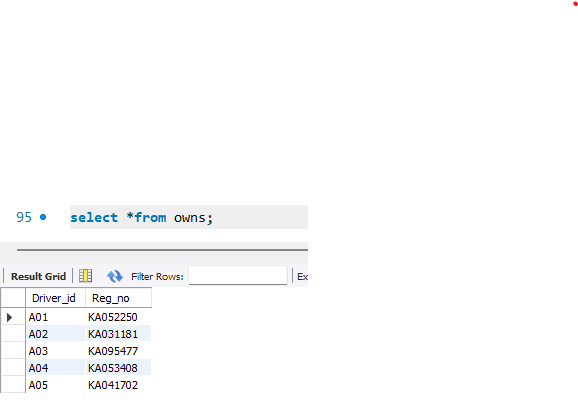 95 select *from owns;
Result Grid Filter Rows: Ex
Driver_id Reg_no
A01 KA052250
A02 KA031181
A03 KA095477
A04 KA053408
A05 KA041702